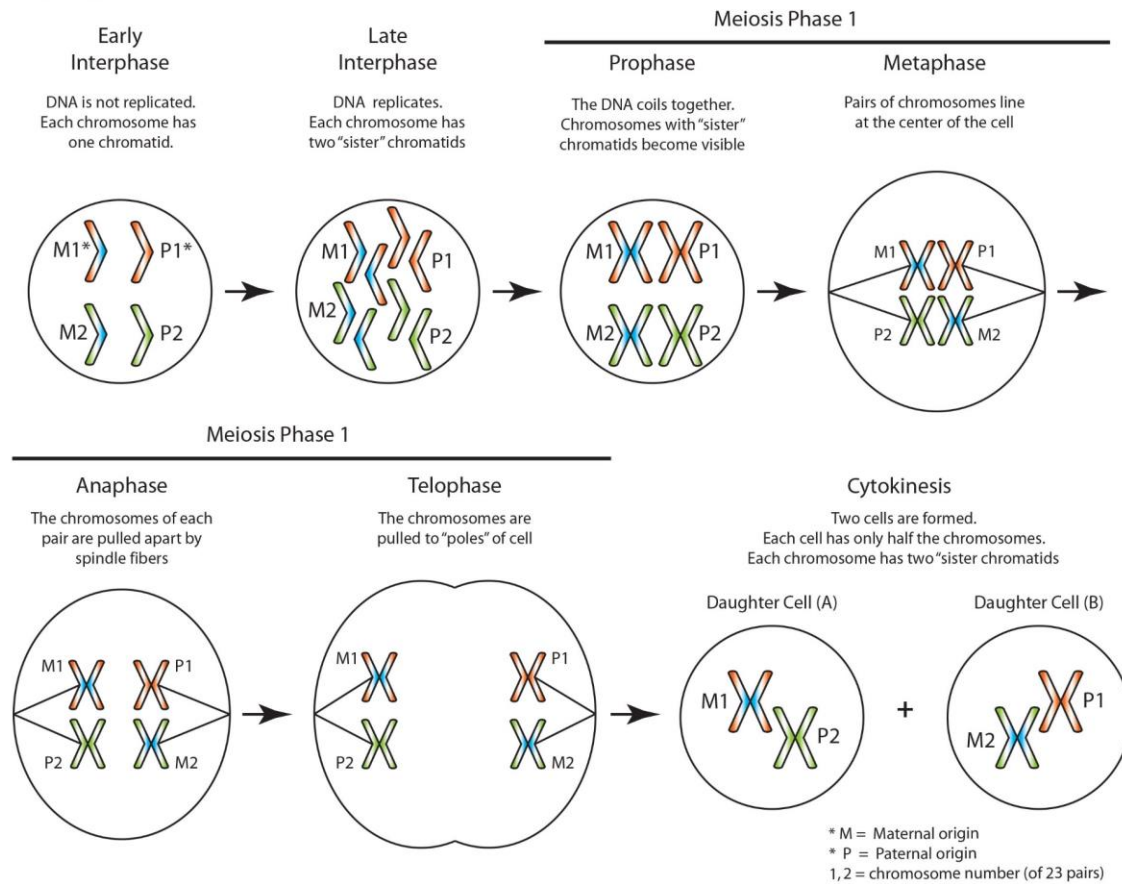 Meiosis Phase 1
Early
Interphase
DNA is not replicated.
Each chromosome has
one chromatid.
Late
Interphase
DNA replicates.
Each chromosome has
two "sister" chromatids
Prophase
The DNA coils together.
Chromosomes with "sister"
chromatids become visible
Metaphase
Pairs of chromosomes line
at the center of the cell
M1*
P1*
M2
P2
M1
P1
M2
P2
M1
P1
M2
P2
M1
P1
P2
M2
Meiosis Phase 1
Anaphase
The chromosomes of each
pair are pulled apart by
spindle fibers
Telophase
The chromosomes are
pulled to "poles" of cell
Cytokinesis
Two cells are formed.
Each cell has only half the chromosomes.
Each chromosome has two "sister chromatids
M1
P1
P2
M2
M1
P1
P2
M2
Daughter Cell (A)
M1
P2
+
Daughter Cell (B)
P1
M2
* M = Maternal origin
* P = Paternal origin
1, 2 = chromosome number (of 23 pairs)